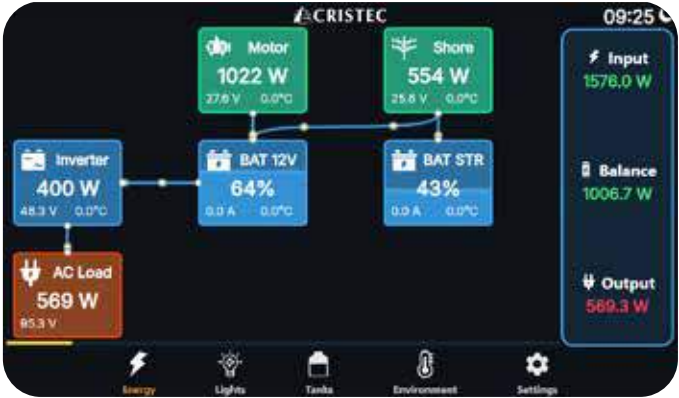 CRISTEC
09:25
Motor
1022 W
27.6 V 0.0°C
Shore
554 W
25.8 V 0.0°C
Input
1576.0 W
Inverter
400 W
48.3 V 0.0°C
BAT 12V
64%
0.0 A 0.0°C
BAT STR
43%
0.0 A 0.0°C
Balance
1006.7 W
AC Load
569 W
95.3 V
Output
569.3 W
Energy
Lights
Tanks
Environment
Settings